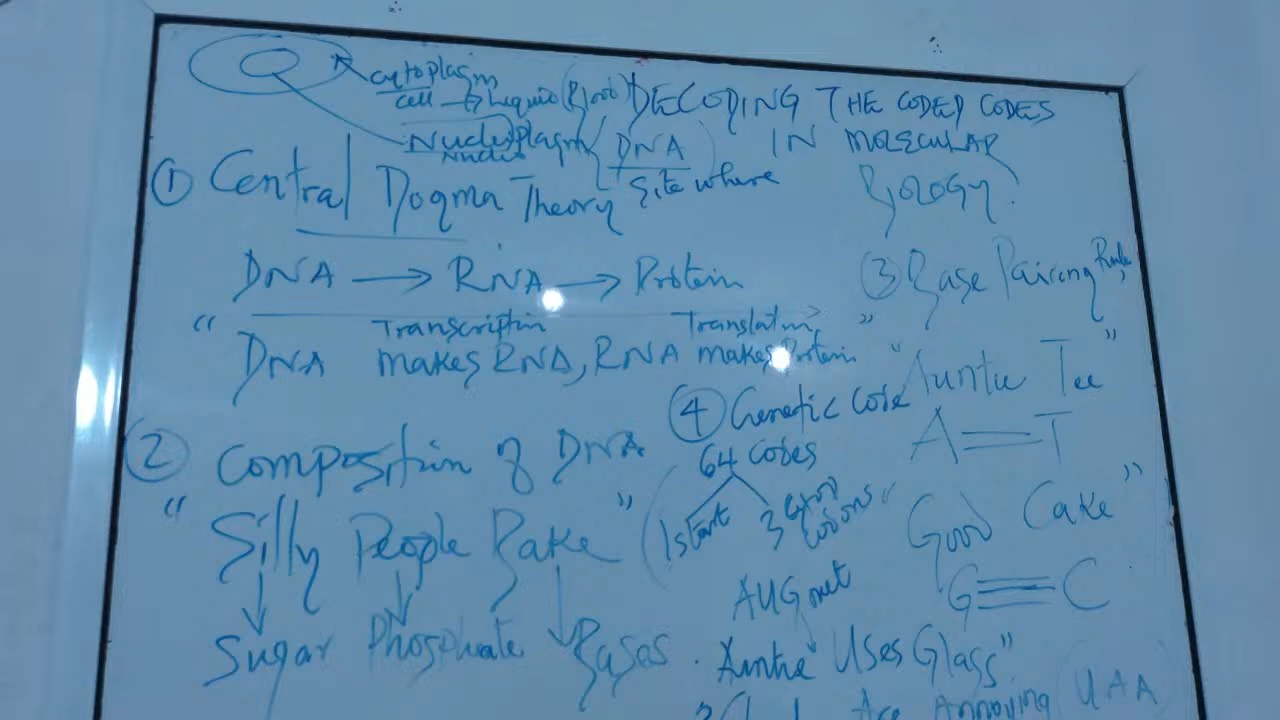 DECODING THE CODED CODES
IN MOLECULAR
BIOLOGY!
Cytoplasm
cell → Liquid (Blood)
Nucleoplasm
DNA
site where
① Central Dogma Theory
DNA → RNA → Protein
Transcription Translation
" DNA makes RNA, RNA makes Protein "
② Composition of DNA
" Silly People Bake "
Sugar Phosphate Bases.
③ Base Pairing Rule
" Auntie Tee "
A = T
" Good Cake "
G ≡ C
④ Genetic Code
64 codes
1 start 3 stop codons
AUG met
Auntie Uses Glass"
Are Annoying UAA